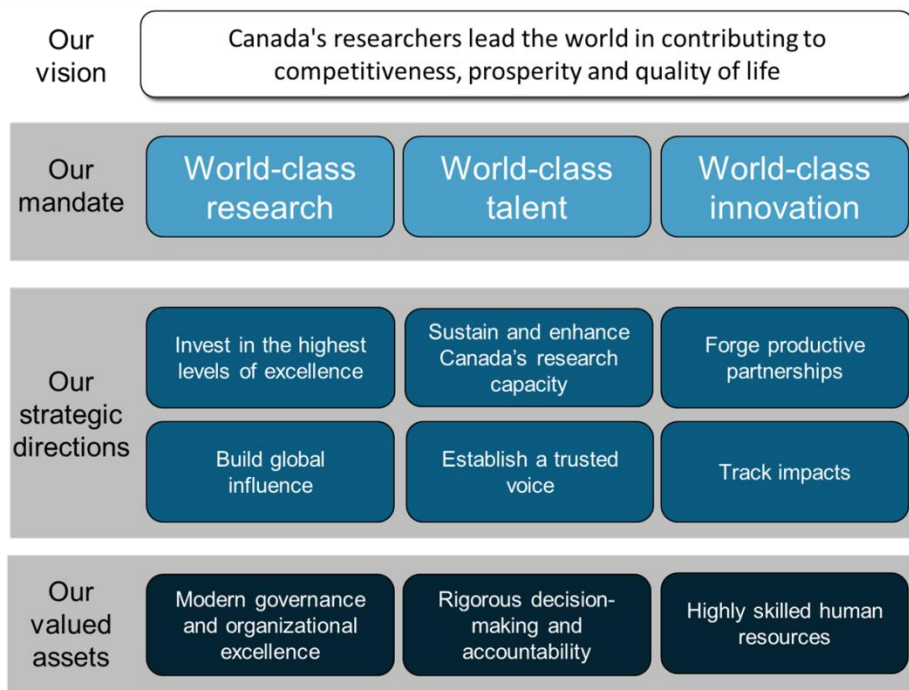 Our
vision
Canada's researchers lead the world in contributing to
competitiveness, prosperity and quality of life
Our
mandate
World-class
research
World-class
talent
World-class
innovation
Our
strategic
directions
Invest in the highest
levels of excellence
Sustain and enhance
Canada’s research
capacity
Forge productive
partnerships
Build global
influence
Establish a trusted
voice
Track impacts
Our
valued
assets
Modern governance
and organizational
excellence
Rigorous decision-
making and
accountability
Highly skilled human
resources